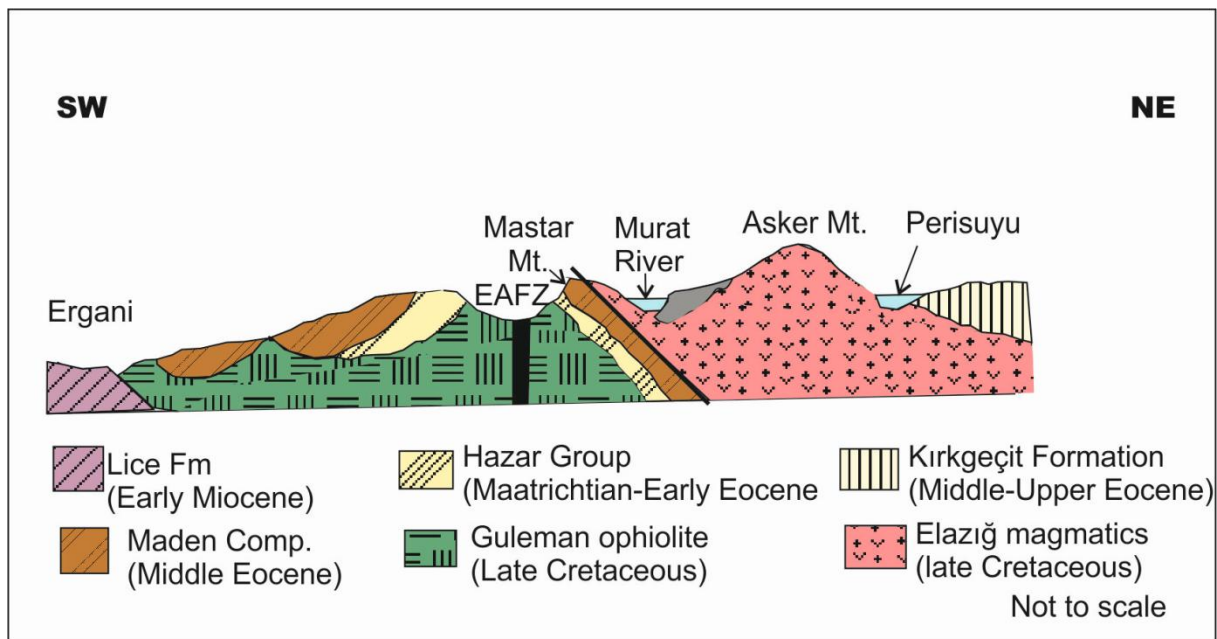 SW
NE
Mastar
Mt.
Murat
River
Asker Mt.
Perisuyu
EAFZ
Ergani
Lice Fm
(Early Miocene)
Hazar Group
(Maatrichtian-Early Eocene
Kırkgeçit Formation
(Middle-Upper Eocene)
Maden Comp.
(Middle Eocene)
Guleman ophiolite
(Late Cretaceous)
Elazığ magmatics
(late Cretaceous)
Not to scale